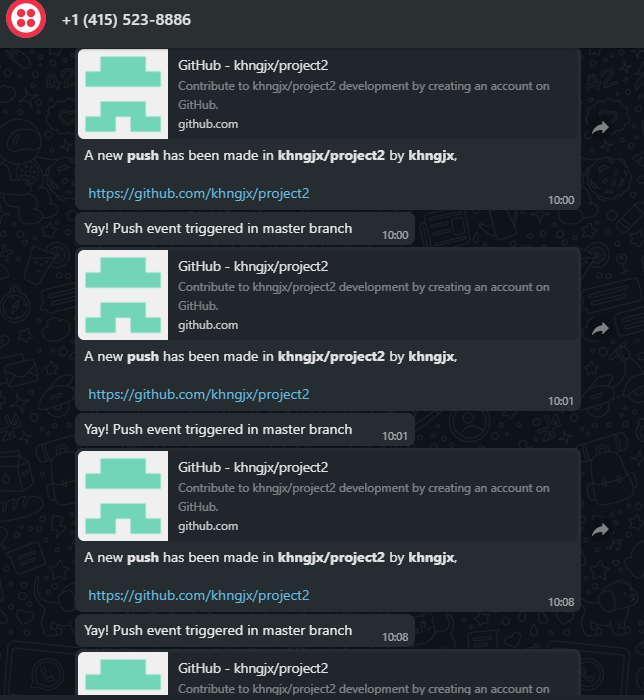 +1 (415) 523-8886
GitHub - khngjx/project2
Contribute to khngjx/project2 development by creating an account on
GitHub.
github.com
A new push has been made in khngjx/project2 by khngjx,
https://github.com/khngjx/project2
10:00
Yay! Push event triggered in master branch
10:00
GitHub - khngjx/project2
Contribute to khngjx/project2 development by creating an account on
GitHub.
github.com
A new push has been made in khngjx/project2 by khngjx,
https://github.com/khngjx/project2
10:01
Yay! Push event triggered in master branch
10:01
GitHub - khngjx/project2
Contribute to khngjx/project2 development by creating an account on
GitHub.
github.com
A new push has been made in khngjx/project2 by khngjx,
https://github.com/khngjx/project2
10:08
Yay! Push event triggered in master branch
10:08
GitHub - khngjx/project2
Contribute to khngjx/project2 development by creating an account on